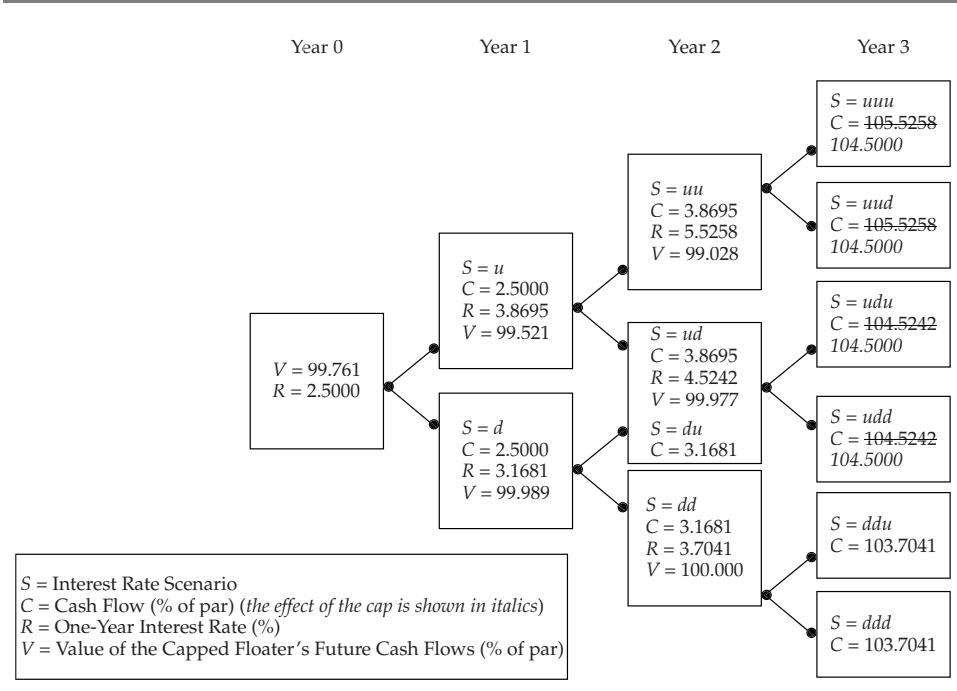 Year 0
Year 1
Year 2
Year 3
V = 99.761
R = 2.5000
S = u
C = 2.5000
R = 3.8695
V = 99.521
S = d
C = 2.5000
R = 3.1681
V = 99.989
S = uu
C = 3.8695
R = 5.5258
V = 99.028
S = ud
C = 3.8695
R = 4.5242
V = 99.977
S = du
C = 3.1681
S = dd
C = 3.1681
R = 3.7041
V = 100.000
S = uuu
C = 105.5258
104.5000
S = uud
C = 105.5258
104.5000
S = udu
C = 104.5242
104.5000
S = udd
C = 104.5242
104.5000
S = ddu
C = 103.7041
S = ddd
C = 103.7041
S = Interest Rate Scenario
C = Cash Flow (% of par) (the effect of the cap is shown in italics)
R = One-Year Interest Rate (%)
V = Value of the Capped Floater's Future Cash Flows (% of par)